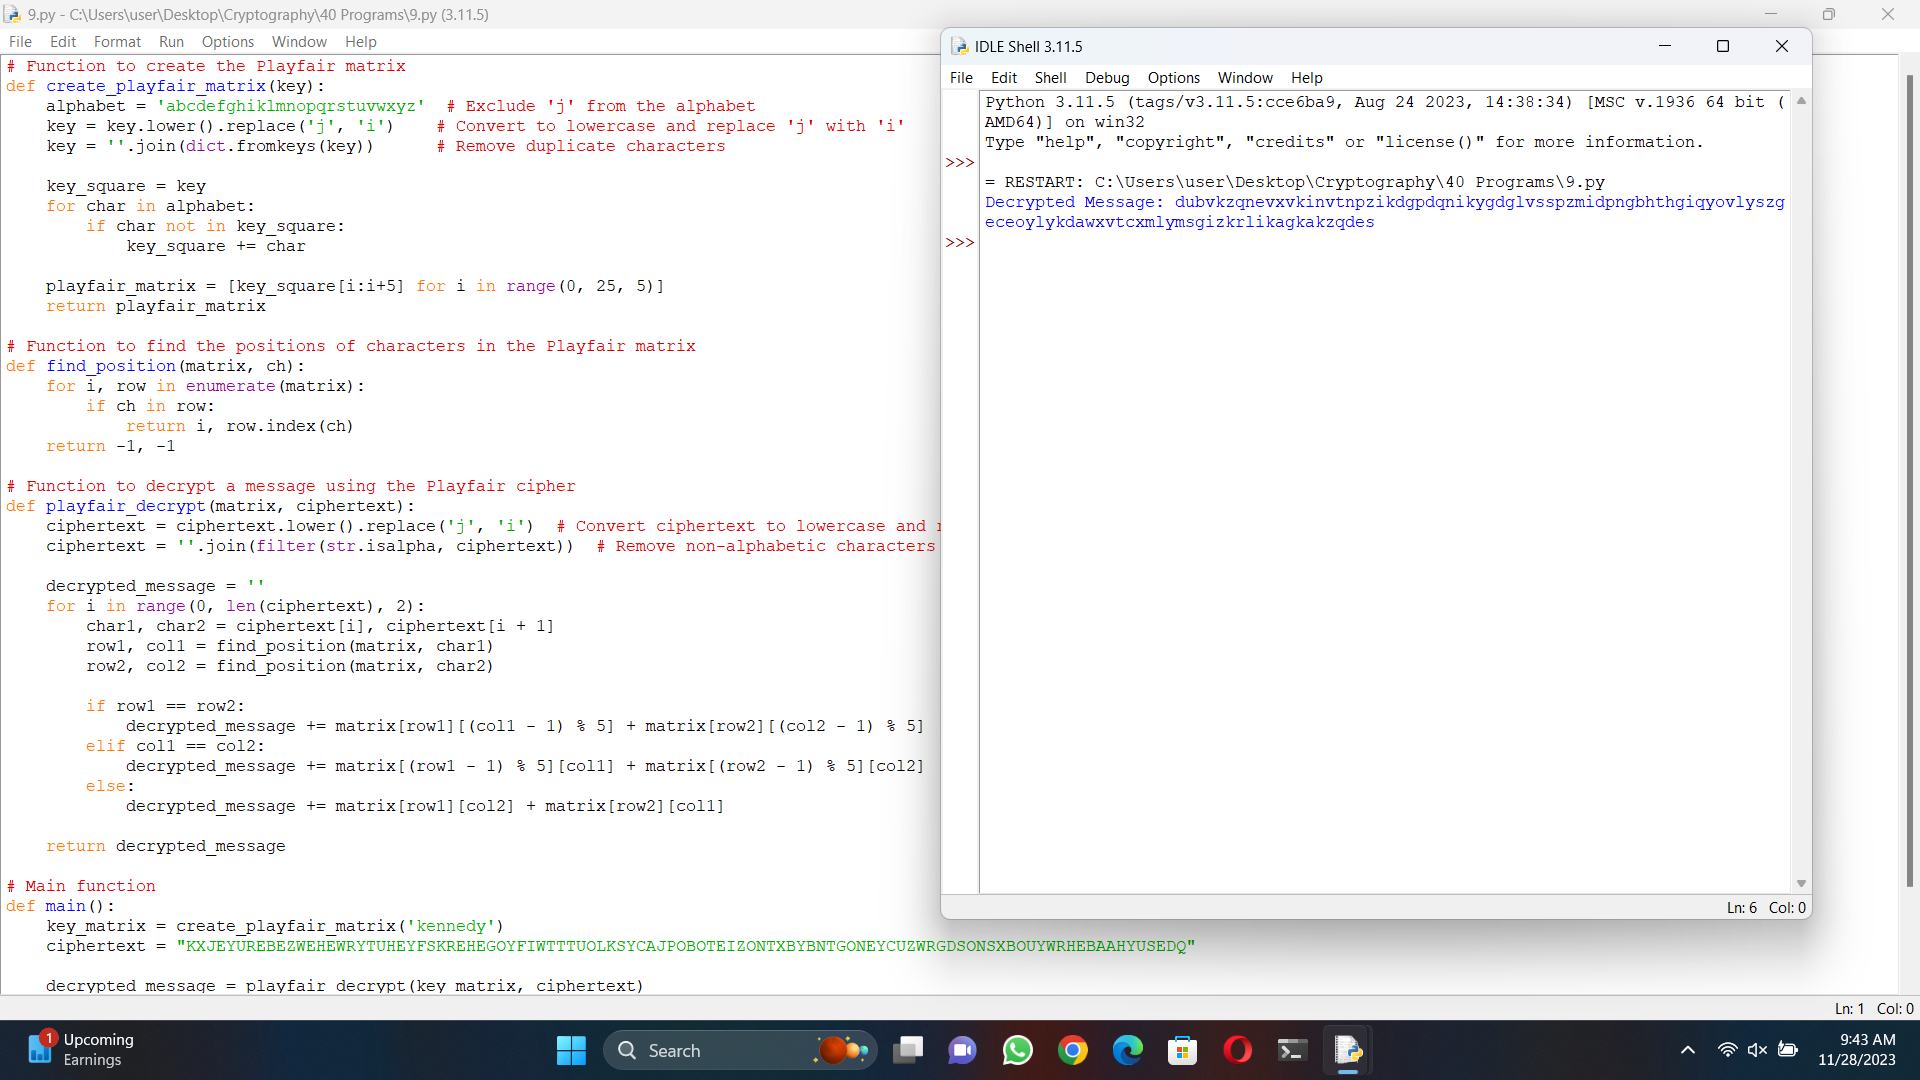 9.py - C:\Users\user\Desktop\Cryptography\40 Programs\9.py (3.11.5)
File Edit Format Run Options Window Help
# Function to create the Playfair matrix
def create_playfair_matrix(key):
    alphabet = 'abcdefghiklmnopqrstuvwxyz'  # Exclude 'j' from the alphabet
    key = key.lower().replace('j', 'i')    # Convert to lowercase and replace 'j' with 'i'
    key = ''.join(dict.fromkeys(key))      # Remove duplicate characters
    key_square = key
    for char in alphabet:
        if char not in key_square:
            key_square += char
    playfair_matrix = [key_square[i:i+5] for i in range(0, 25, 5)]
    return playfair_matrix
# Function to find the positions of characters in the Playfair matrix
def find_position(matrix, ch):
    for i, row in enumerate(matrix):
        if ch in row:
            return i, row.index(ch)
    return -1, -1
# Function to decrypt a message using the Playfair cipher
def playfair_decrypt(matrix, ciphertext):
    ciphertext = ciphertext.lower().replace('j', 'i')  # Convert ciphertext to lowercase and
    ciphertext = ''.join(filter(str.isalpha, ciphertext))  # Remove non-alphabetic characters
    decrypted_message = ''
    for i in range(0, len(ciphertext), 2):
        char1, char2 = ciphertext[i], ciphertext[i + 1]
        row1, col1 = find_position(matrix, char1)
        row2, col2 = find_position(matrix, char2)
        if row1 == row2:
            decrypted_message += matrix[row1][(col1 - 1) % 5] + matrix[row2][(col2 - 1) % 5]
        elif col1 == col2:
            decrypted_message += matrix[(row1 - 1) % 5][col1] + matrix[(row2 - 1) % 5][col2]
        else:
            decrypted_message += matrix[row1][col2] + matrix[row2][col1]
    return decrypted_message
# Main function
def main():
    key_matrix = create_playfair_matrix('kennedy')
    ciphertext = "KXJEYUREBEZWEHEWRYTUHEYFSKREHEGOYFIWTTTUOLKSYCAJPOBOTEIZONTXBYBNTGONEYCUZWRGDSONSXBOUYWRHEBAAHYUSEDQ"
    decrypted_message = playfair_decrypt(key_matrix, ciphertext)
Ln: 1 Col: 0
IDLE Shell 3.11.5
File Edit Shell Debug Options Window Help
Python 3.11.5 (tags/v3.11.5:cce6ba9, Aug 24 2023, 14:38:34) [MSC v.1936 64 bit (
AMD64)] on win32
Type "help", "copyright", "credits" or "license()" for more information.
>>>
= RESTART: C:\Users\user\Desktop\Cryptography\40 Programs\9.py
Decrypted Message: dubvkzqnevxvkinvtnpzikdgpdqnikygdglvsspzmidpngbhthgiqyovlyszg
eceoylykdawxvtcxmlymsgizkrlikagkakzqdes
>>>
Ln: 6 Col: 0
1
Upcoming
Earnings
Search
9:43 AM
11/28/2023